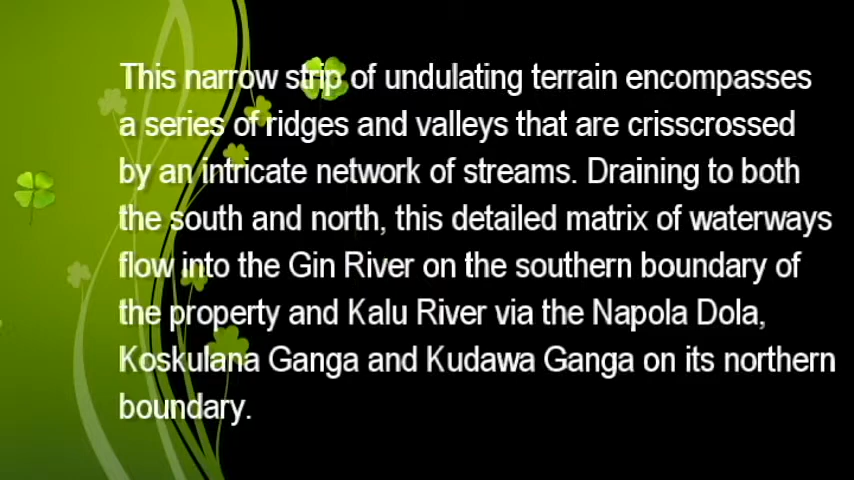 This narrow strip of undulating terrain encompasses
a series of ridges and valleys that are crisscrossed
by an intricate network of streams. Draining to both
the south and north, this detailed matrix of waterways
flow into the Gin River on the southern boundary of
the property and Kalu River via the Napola Dola,
Koskulana Ganga and Kudawa Ganga on its northern
boundary.